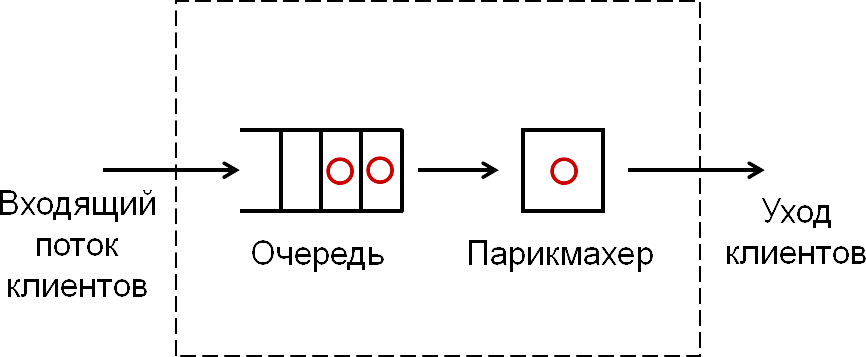 Входящий
поток
клиентов
Очередь
Парикмахер
Уход
клиентов